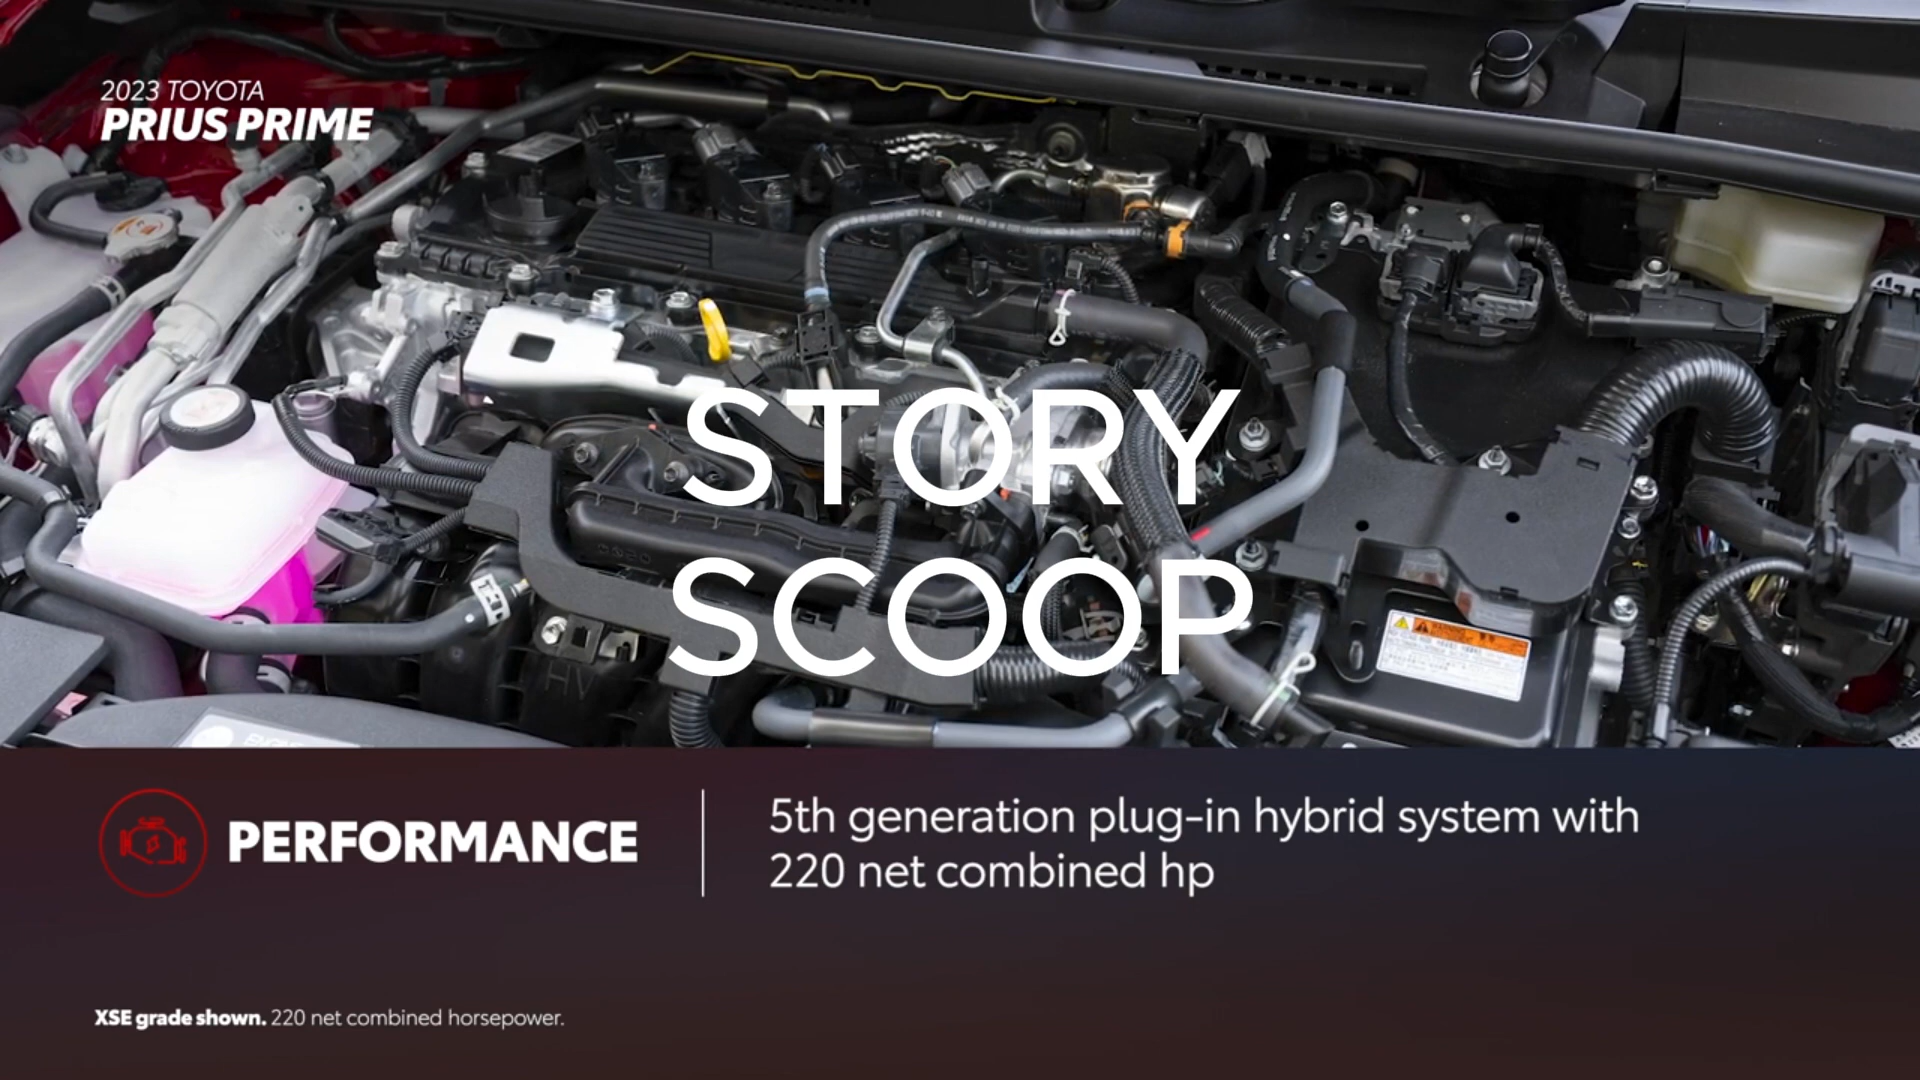 2023 TOYOTA
PRIUS PRIME
STORY
SCOOP
HV
PERFORMANCE
5th generation plug-in hybrid system with
220 net combined hp
XSE grade shown. 220 net combined horsepower.